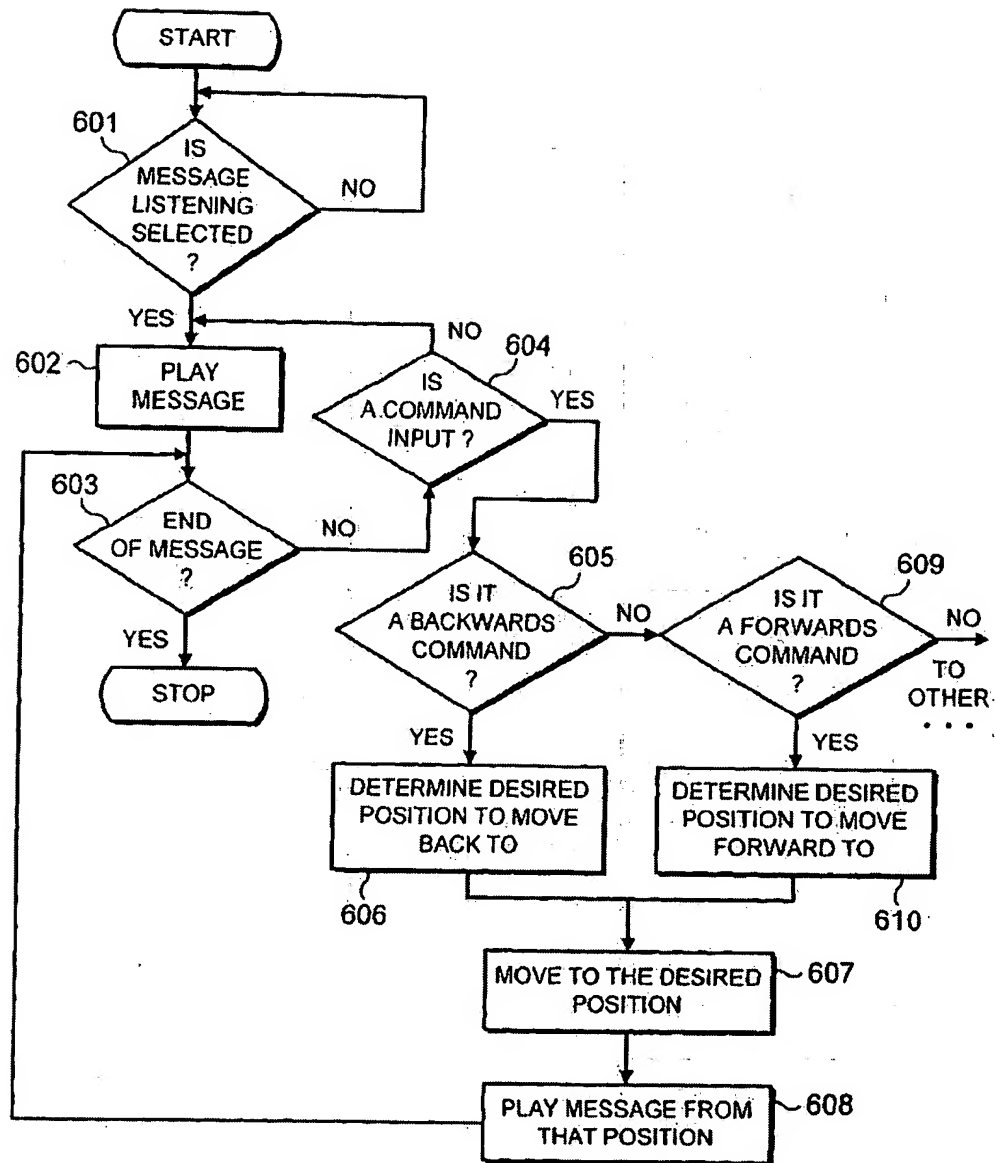 START
601
IS
MESSAGE
LISTENING
SELECTED
?
NO
YES
602
PLAY
MESSAGE
603
END
OF MESSAGE
?
NO
YES
STOP
604
IS
A COMMAND
INPUT ?
NO
YES
605
IS IT
A BACKWARDS
COMMAND
?
NO
YES
609
IS IT
A FORWARDS
COMMAND
?
NO
TO
OTHER
. . .
YES
DETERMINE DESIRED
POSITION TO MOVE
BACK TO
606
DETERMINE DESIRED
POSITION TO MOVE
FORWARD TO
610
MOVE TO THE DESIRED
POSITION
607
PLAY MESSAGE FROM
THAT POSITION
608